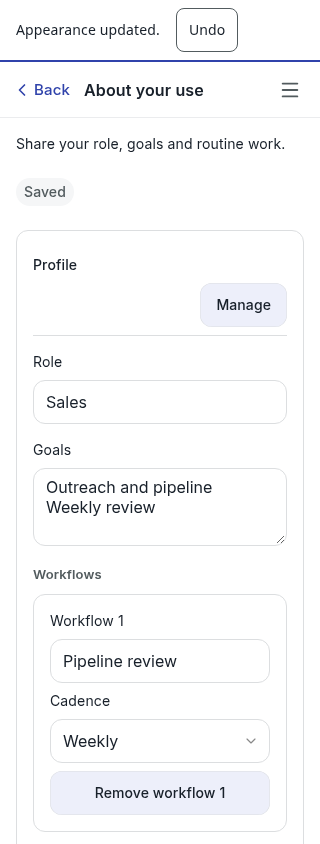 Appearance updated.
Undo
Back
About your use
Share your role, goals and routine work.
Saved
Profile
Manage
Role
Sales
Goals
Outreach and pipeline
Weekly review
Workflows
Workflow 1
Pipeline review
Cadence
Weekly
Remove workflow 1